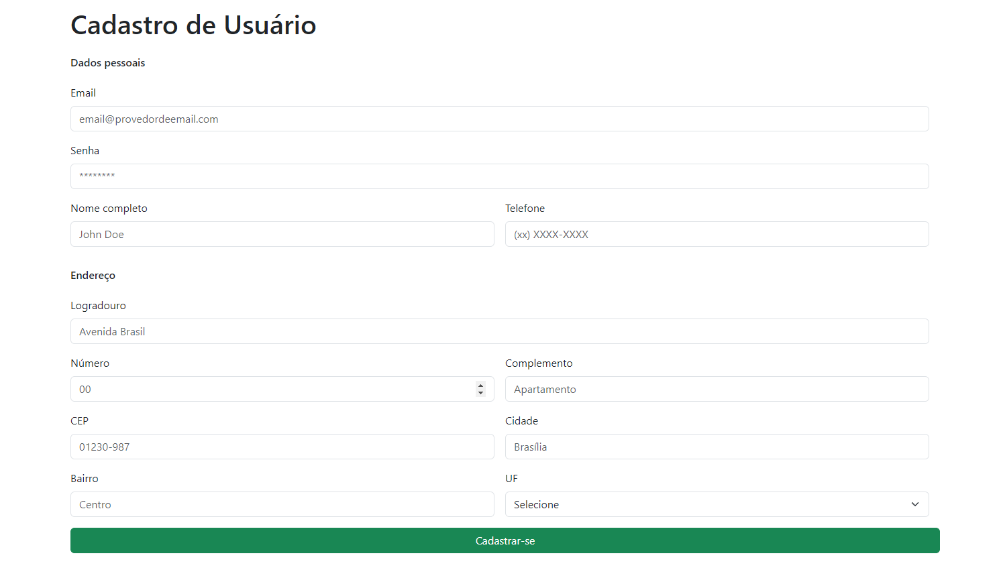 Cadastro de Usuário
Dados pessoais
Email
email@provedordeemail.com
Senha
********
Nome completo
Telefone
John Doe
(xx) XXXX-XXXX
Endereço
Logradouro
Avenida Brasil
Número
Complemento
00
Apartamento
CEP
Cidade
01230-987
Brasília
Bairro
UF
Centro
Selecione
Cadastrar-se